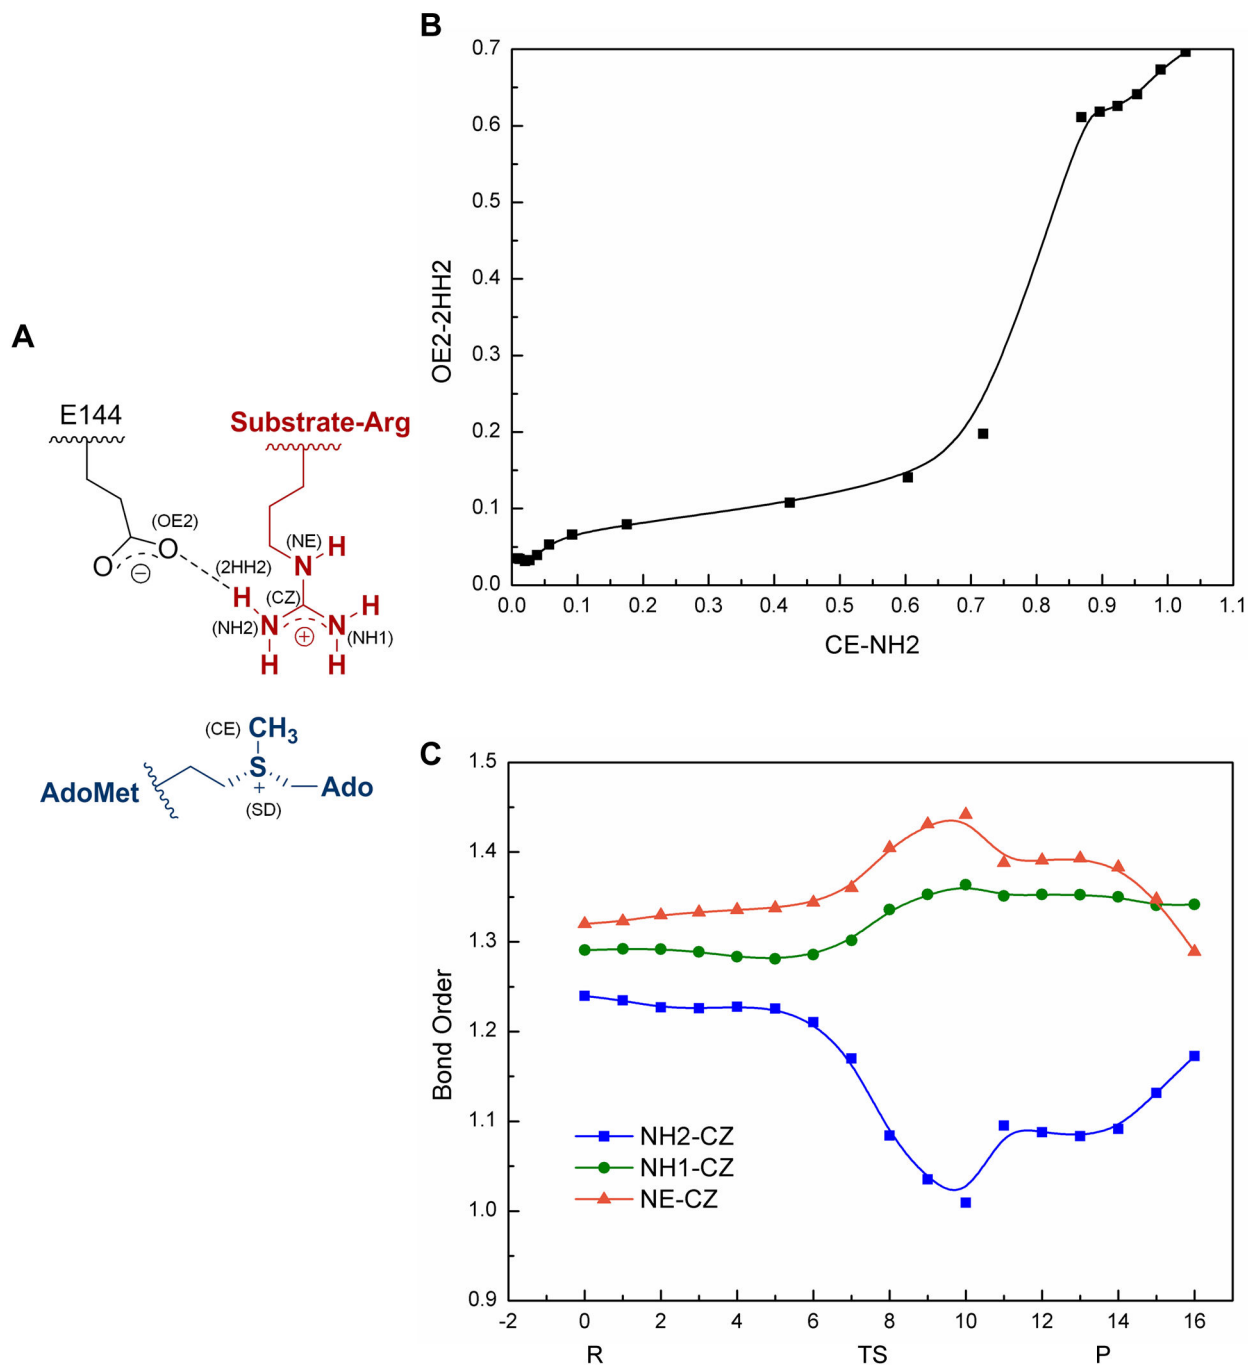 A
E144
Substrate-Arg
(OE2)
(NE)
H
N
O
O
−
(2HH2)
H
(CZ)
H
(NH2)
N
+
N
(NH1)
H
H
(CE)
CH3
AdoMet
S
+
Ado
(SD)
B
0.7
0.6
0.5
0.4
0.3
0.2
0.1
0.0
OE2-2HH2
0.0 0.1 0.2 0.3 0.4 0.5 0.6 0.7 0.8 0.9 1.0 1.1
CE-NH2
C
1.5
1.4
1.3
1.2
1.1
1.0
0.9
Bond Order
NH2-CZ
NH1-CZ
NE-CZ
-2 0 2 4 6 8 10 12 14 16
R TS P